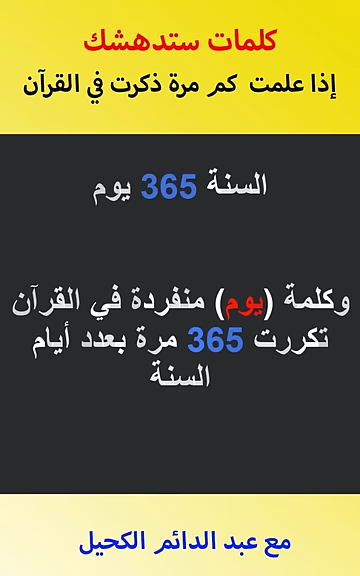 كلمات ستدهشك
إذا علمت كم مرة ذكرت في القرآن
السنة 365 يوم
وكلمة (يوم) منفردة في القرآن
تكررت 365 مرة بعدد أيام
السنة
مع عبد الدائم الكحيل